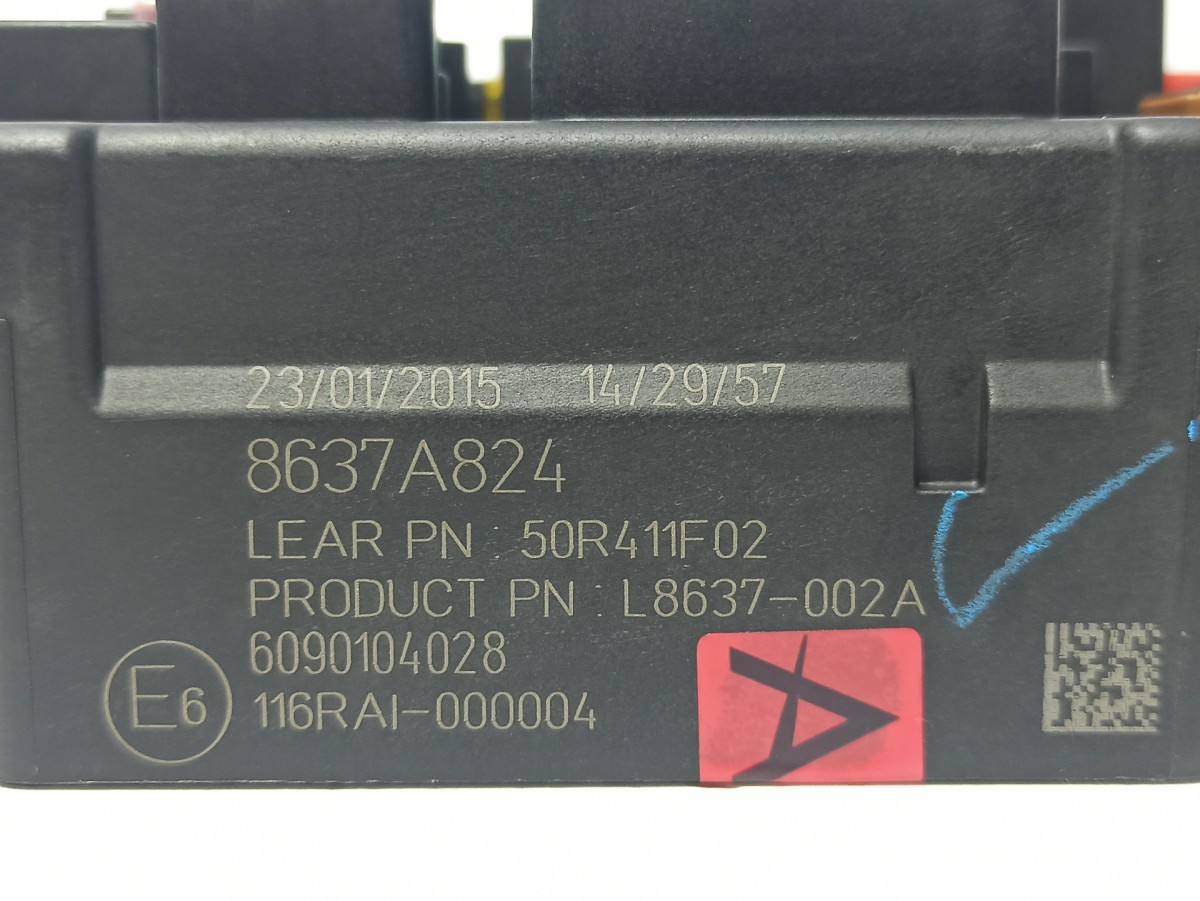 23/01/2015 14/29/57
8637A824
LEAR PN : 50R411F02
PRODUCT PN : L8637-002A
6090104028
E6 116RAI-000004
A